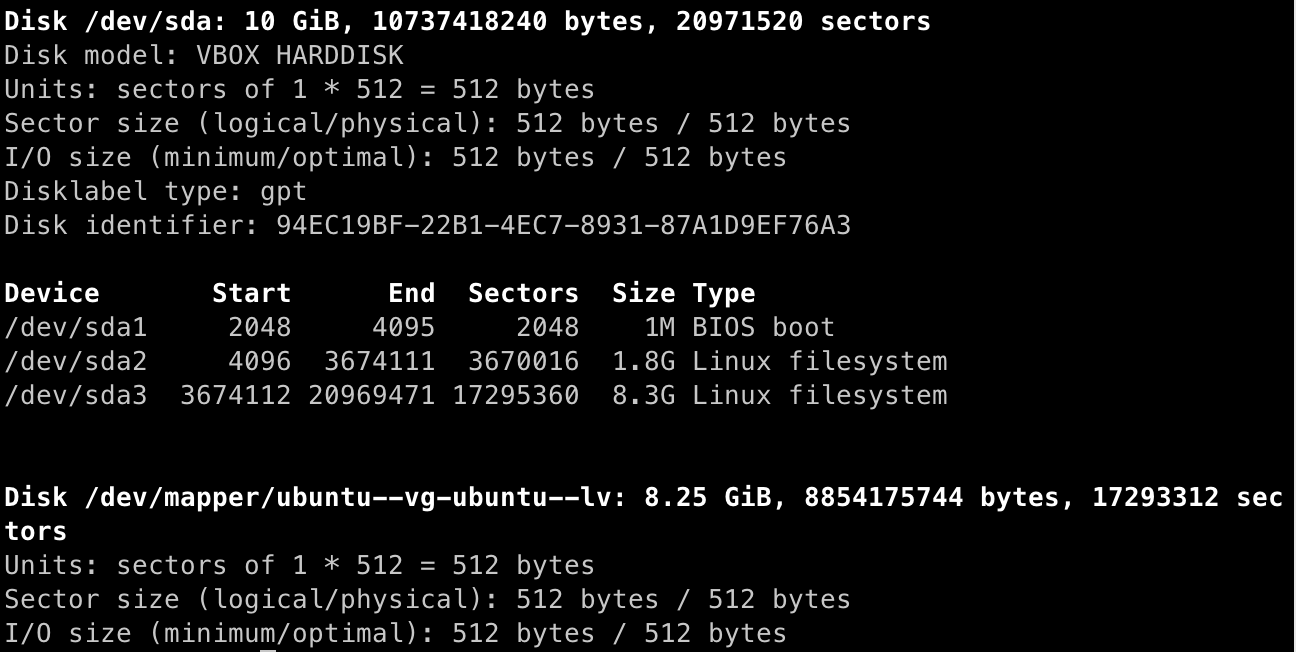 Disk /dev/sda: 10 GiB, 10737418240 bytes, 20971520 sectors
Disk model: VBOX HARDDISK
Units: sectors of 1 * 512 = 512 bytes
Sector size (logical/physical): 512 bytes / 512 bytes
I/O size (minimum/optimal): 512 bytes / 512 bytes
Disklabel type: gpt
Disk identifier: 94EC19BF-22B1-4EC7-8931-87A1D9EF76A3
Device       Start      End  Sectors  Size Type
/dev/sda1     2048     4095     2048    1M BIOS boot
/dev/sda2     4096  3674111  3670016  1.8G Linux filesystem
/dev/sda3  3674112 20969471 17295360  8.3G Linux filesystem
Disk /dev/mapper/ubuntu--vg-ubuntu--lv: 8.25 GiB, 8854175744 bytes, 17293312 sec
tors
Units: sectors of 1 * 512 = 512 bytes
Sector size (logical/physical): 512 bytes / 512 bytes
I/O size (minimum/optimal): 512 bytes / 512 bytes